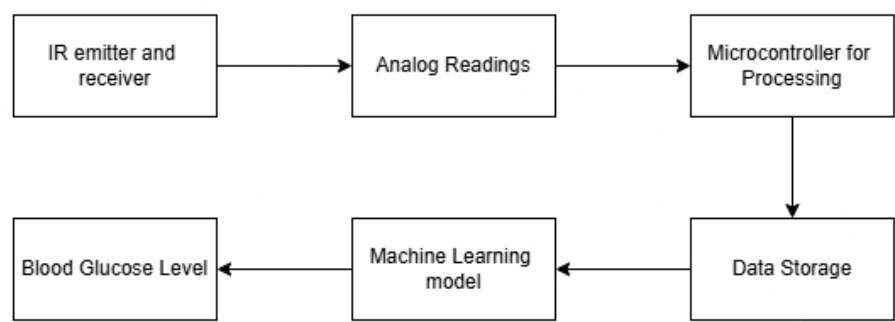 IR emitter and
receiver
Analog Readings
Microcontroller for
Processing
Data Storage
Machine Learning
model
Blood Glucose Level